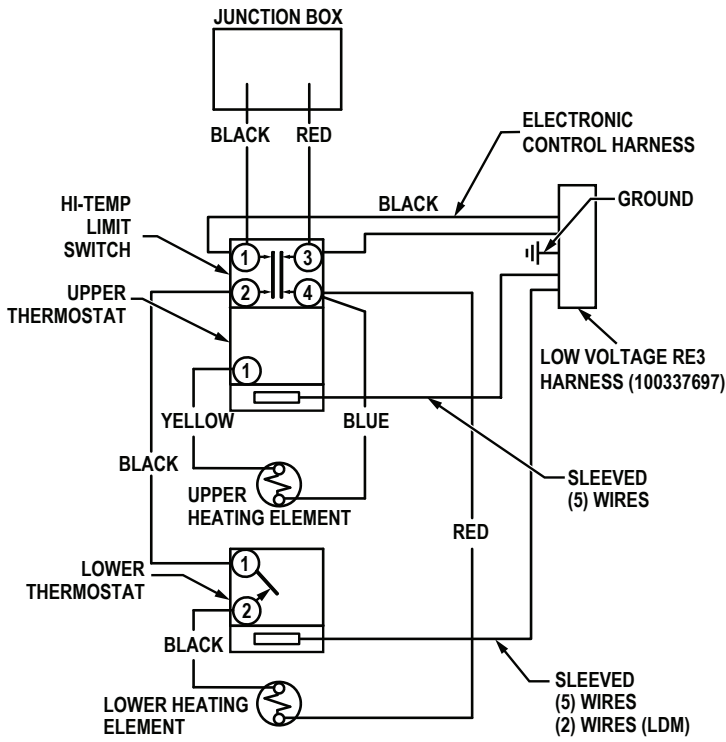 JUNCTION BOX
BLACK
RED
ELECTRONIC
CONTROL HARNESS
BLACK
GROUND
HI-TEMP
LIMIT
SWITCH
1
3
2
4
UPPER
THERMOSTAT
1
LOW VOLTAGE RE3
HARNESS (100337697)
YELLOW
BLUE
BLACK
SLEEVED
(5) WIRES
UPPER
HEATING ELEMENT
RED
LOWER
THERMOSTAT
1
2
BLACK
SLEEVED
(5) WIRES
(2) WIRES (LDM)
LOWER HEATING
ELEMENT